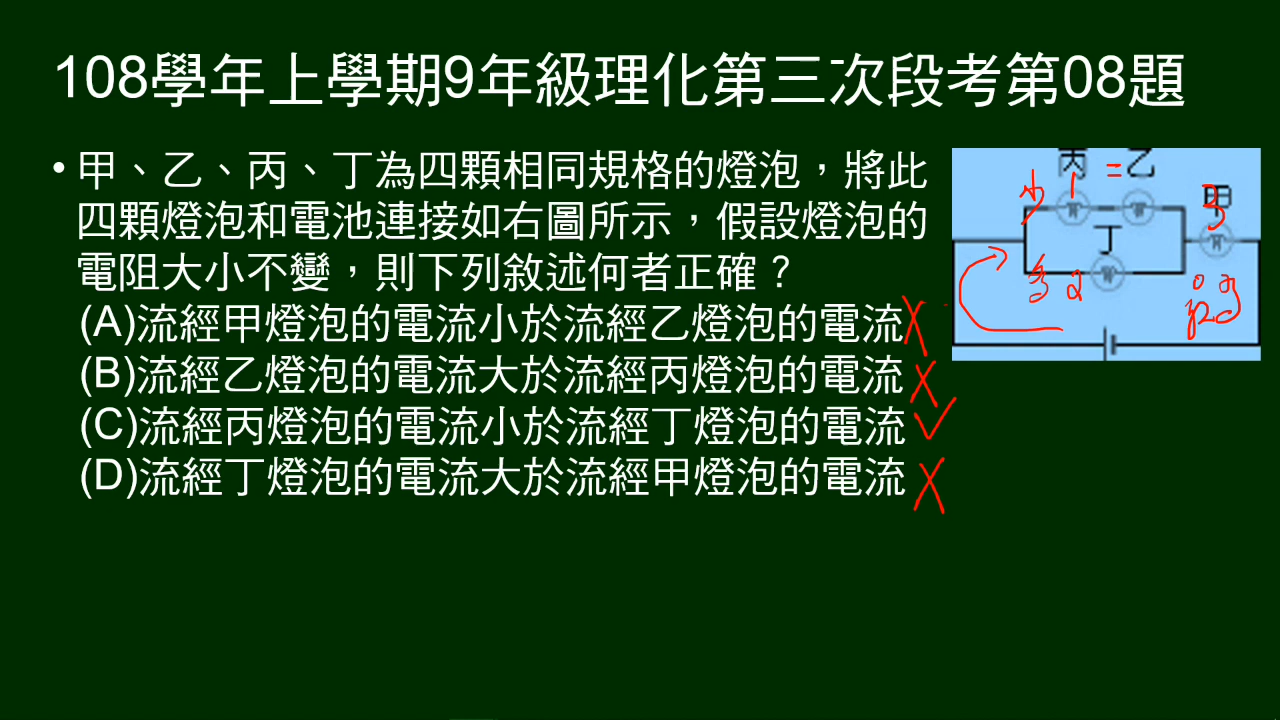 108學年上學期9年級理化第三次段考第08題
• 甲、乙、丙、丁為四顆相同規格的燈泡，將此
四顆燈泡和電池連接如右圖所示，假設燈泡的
電阻大小不變，則下列敘述何者正確？
(A)流經甲燈泡的電流小於流經乙燈泡的電流
(B)流經乙燈泡的電流大於流經丙燈泡的電流
(C)流經丙燈泡的電流小於流經丁燈泡的電流
(D)流經丁燈泡的電流大於流經甲燈泡的電流
丙 = 乙
少 1 甲 3
丁
多 2